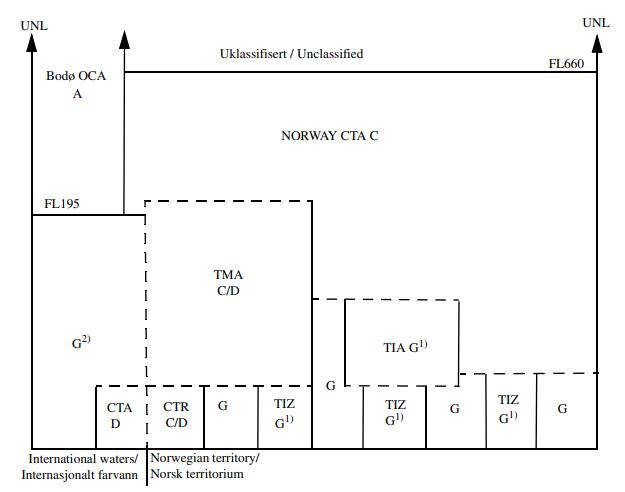 UNL
UNL
Uklassifisert / Unclassified
FL660
Bodø OCA
A
NORWAY CTA C
FL195
TMA
C/D
G2)
TIA G1)
G
CTA
D
CTR
C/D
G
TIZ
G1)
TIZ
G1)
G
TIZ
G1)
G
International waters/
Internasjonalt farvann
Norwegian territory/
Norsk territorium